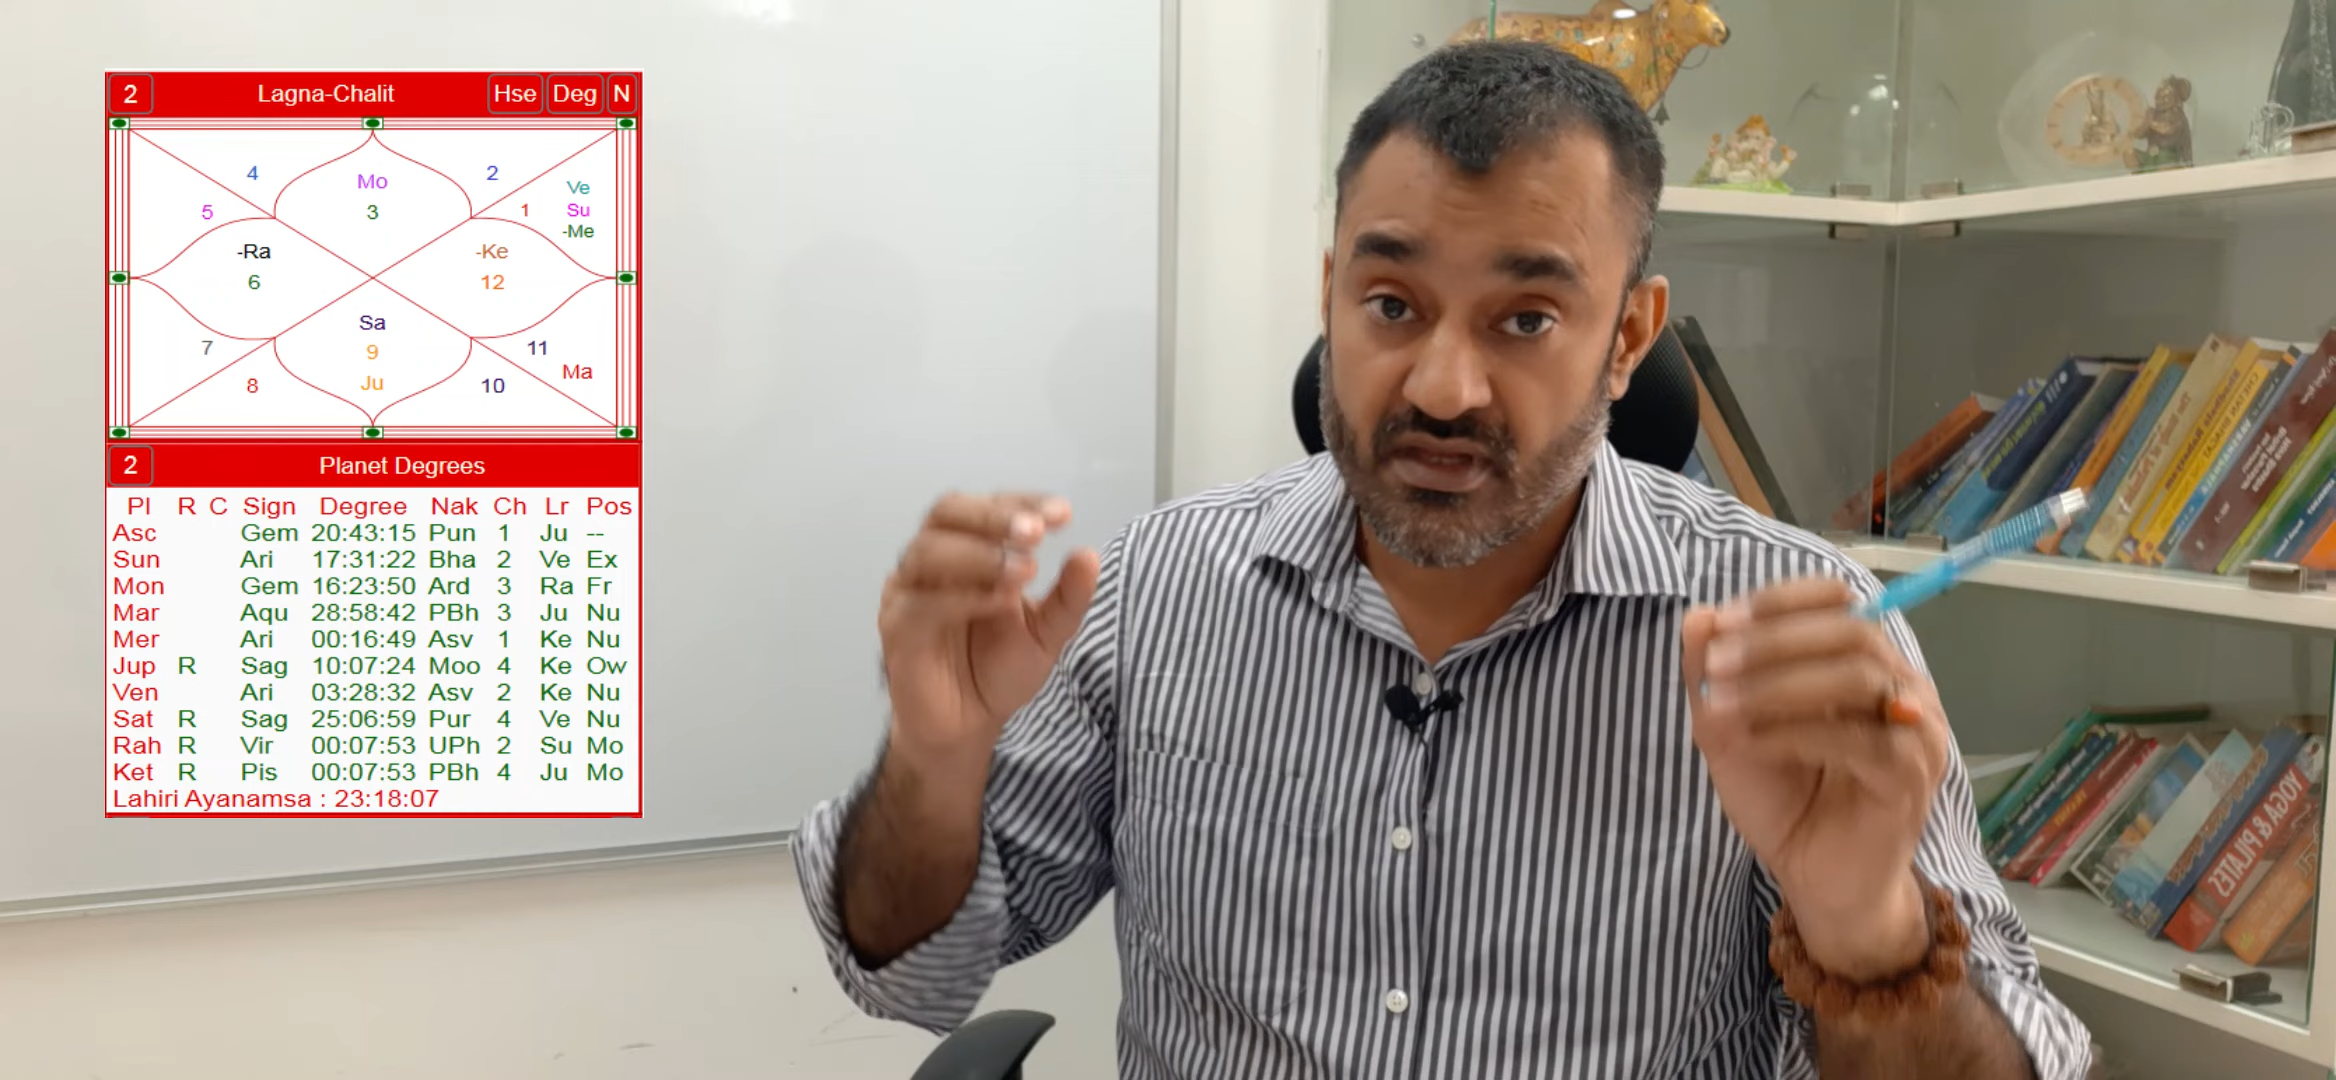 2 Lagna-Chalit Hse Deg N
4 Mo 2 Ve
5 3 1 Su
-Me
-Ra -Ke
6 12
Sa
7 9 11
Ma
8 Ju 10
2 Planet Degrees
Pl R C Sign Degree Nak Ch Lr Pos
Asc Gem 20:43:15 Pun 1 Ju --
Sun Ari 17:31:22 Bha 2 Ve Ex
Mon Gem 16:23:50 Ard 3 Ra Fr
Mar Aqu 28:58:42 PBh 3 Ju Nu
Mer Ari 00:16:49 Asv 1 Ke Nu
Jup R Sag 10:07:24 Moo 4 Ke Ow
Ven Ari 03:28:32 Asv 2 Ke Nu
Sat R Sag 25:06:59 Pur 4 Ve Nu
Rah R Vir 00:07:53 UPh 2 Su Mo
Ket R Pis 00:07:53 PBh 4 Ju Mo
Lahiri Ayanamsa : 23:18:07
YOGA & PILATES